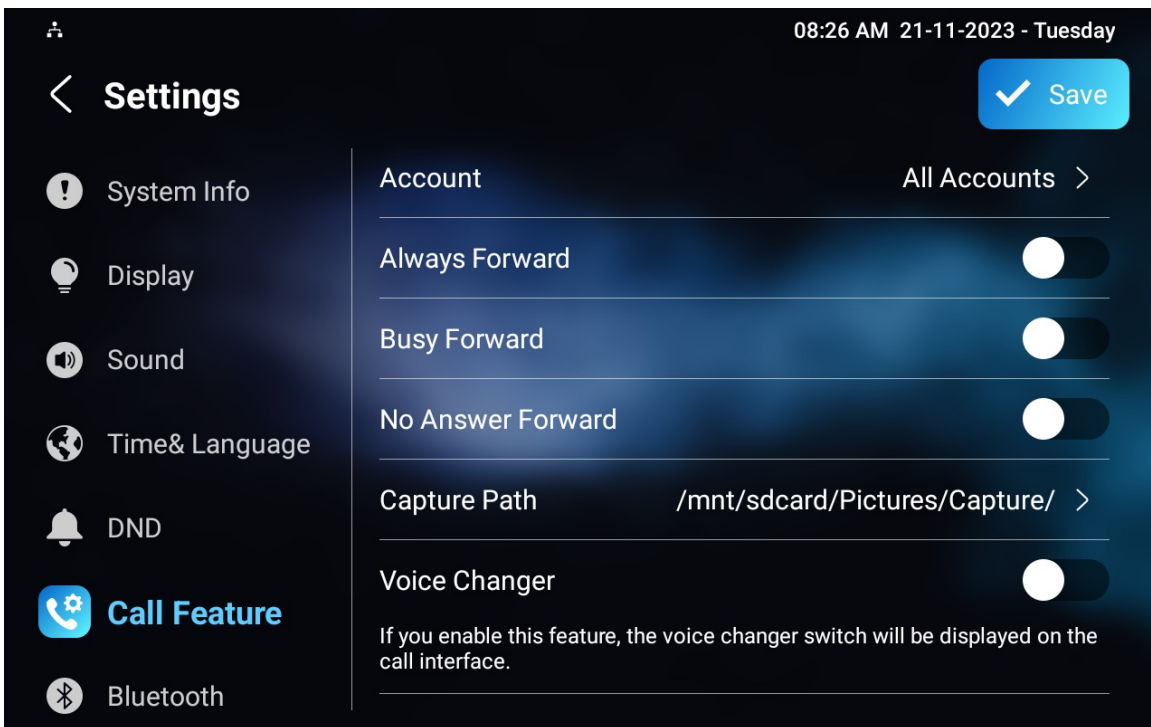 08:26 AM 21-11-2023 - Tuesday
Settings
Save
System Info
Display
Sound
Time& Language
DND
Call Feature
Bluetooth
Account
All Accounts
Always Forward
Busy Forward
No Answer Forward
Capture Path
/mnt/sdcard/Pictures/Capture/
Voice Changer
If you enable this feature, the voice changer switch will be displayed on the
call interface.